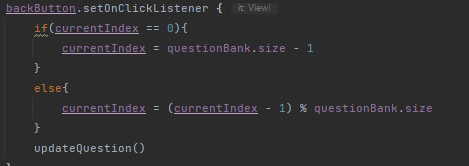 backButton.setOnClickListener { it: View!
if(currentIndex == 0){
currentIndex = questionBank.size - 1
}
else{
currentIndex = (currentIndex - 1) % questionBank.size
}
updateQuestion()